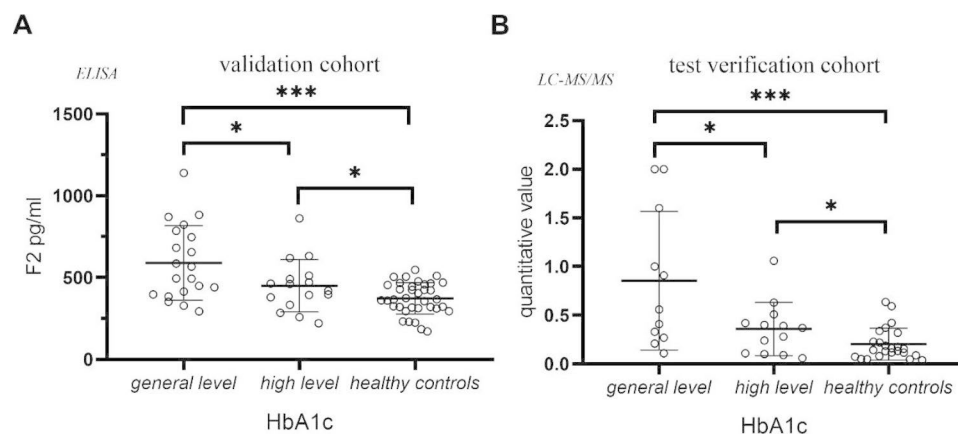 A
ELISA
validation cohort
***
*
*
1500
1000
500
0
F2 pg/ml
general level
high level
healthy controls
HbA1c
B
LC-MS/MS
test verification cohort
***
*
*
2.5
2.0
1.5
1.0
0.5
0.0
quantitative value
general level
high level
healthy controls
HbA1c